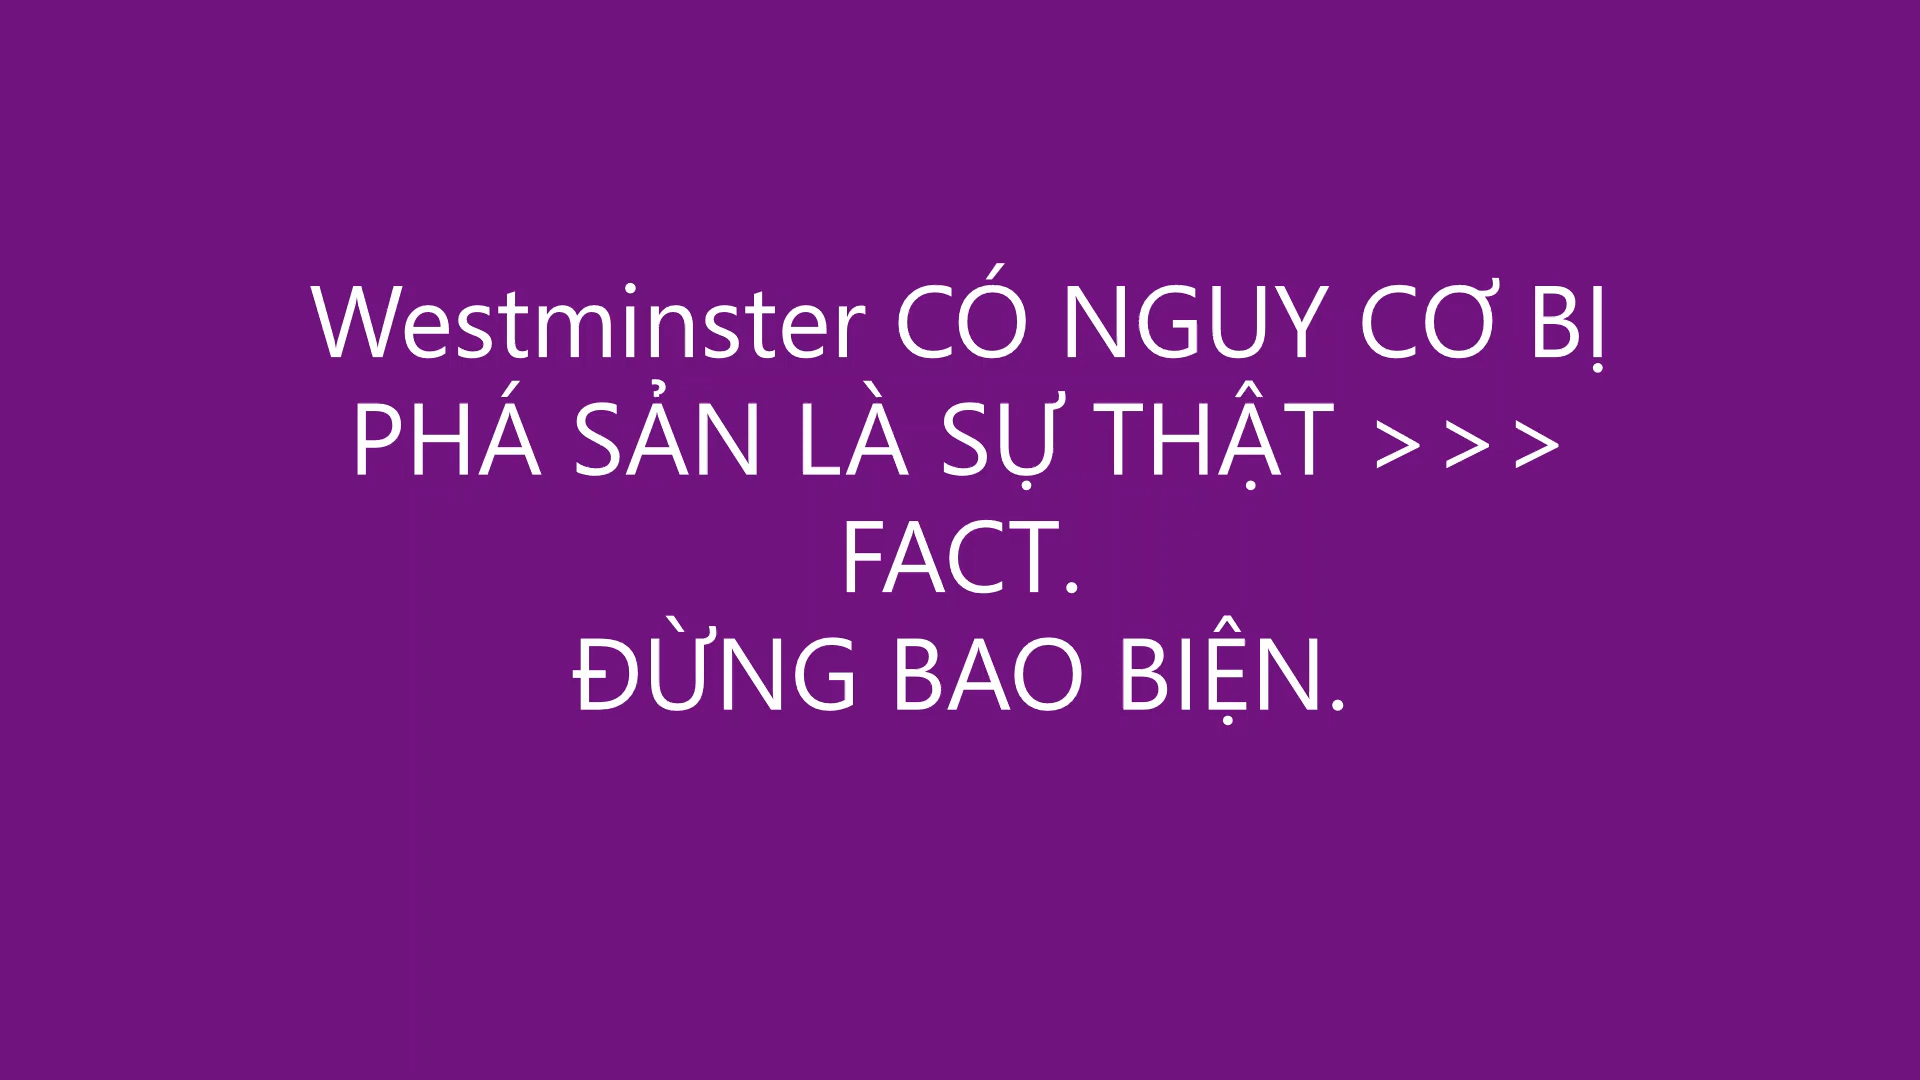 Westminster CÓ NGUY CƠ BỊ
PHÁ SẢN LÀ SỰ THẬT >>>
FACT.
ĐỪNG BAO BIỆN.